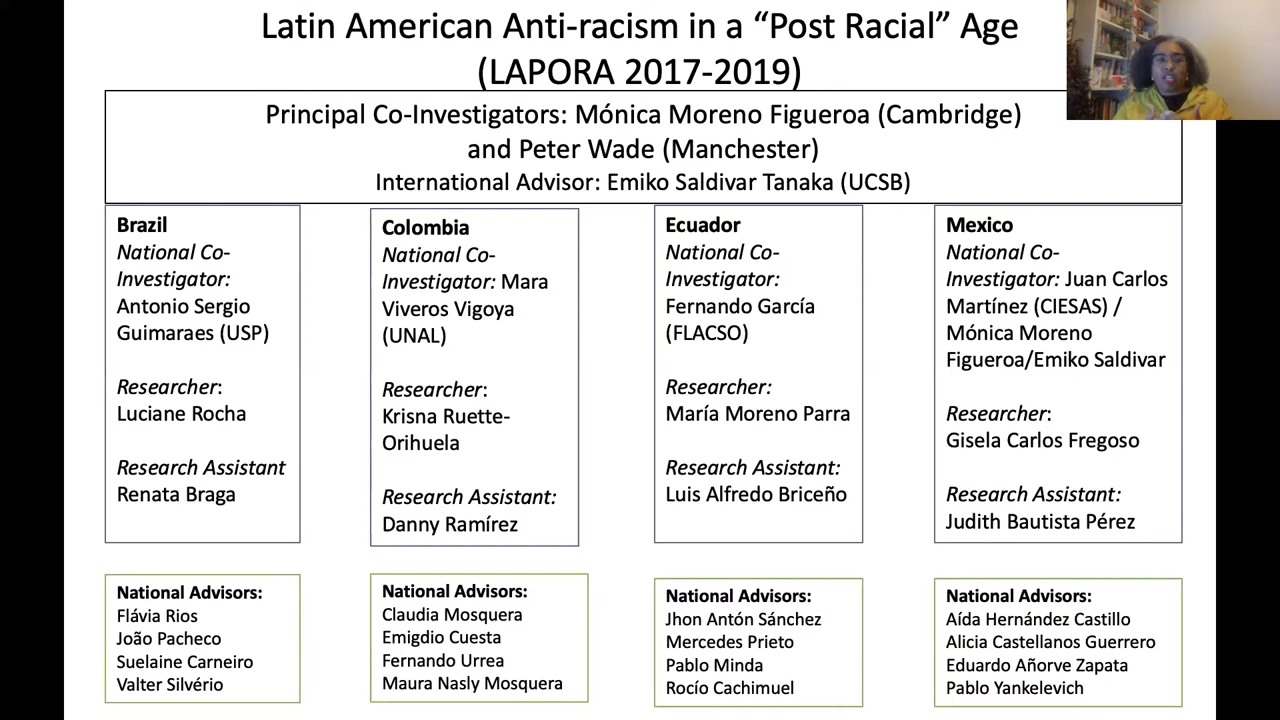 Latin American Anti-racism in a “Post Racial” Age
(LAPORA 2017-2019)
Principal Co-Investigators: Mónica Moreno Figueroa (Cambridge)
and Peter Wade (Manchester)
International Advisor: Emiko Saldivar Tanaka (UCSB)
Brazil
National Co-
Investigator:
Antonio Sergio
Guimaraes (USP)
Researcher:
Luciane Rocha
Research Assistant
Renata Braga
Colombia
National Co-
Investigator: Mara
Viveros Vigoya
(UNAL)
Researcher:
Krisna Ruette-
Orihuela
Research Assistant:
Danny Ramírez
Ecuador
National Co-
Investigator:
Fernando García
(FLACSO)
Researcher:
María Moreno Parra
Research Assistant:
Luis Alfredo Briceño
Mexico
National Co-
Investigator: Juan Carlos
Martínez (CIESAS) /
Mónica Moreno
Figueroa/Emiko Saldivar
Researcher:
Gisela Carlos Fregoso
Research Assistant:
Judith Bautista Pérez
National Advisors:
Flávia Rios
João Pacheco
Suelaine Carneiro
Valter Silvério
National Advisors:
Claudia Mosquera
Emigdio Cuesta
Fernando Urrea
Maura Nasly Mosquera
National Advisors:
Jhon Antón Sánchez
Mercedes Prieto
Pablo Minda
Rocío Cachimuel
National Advisors:
Aída Hernández Castillo
Alicia Castellanos Guerrero
Eduardo Añorve Zapata
Pablo Yankelevich